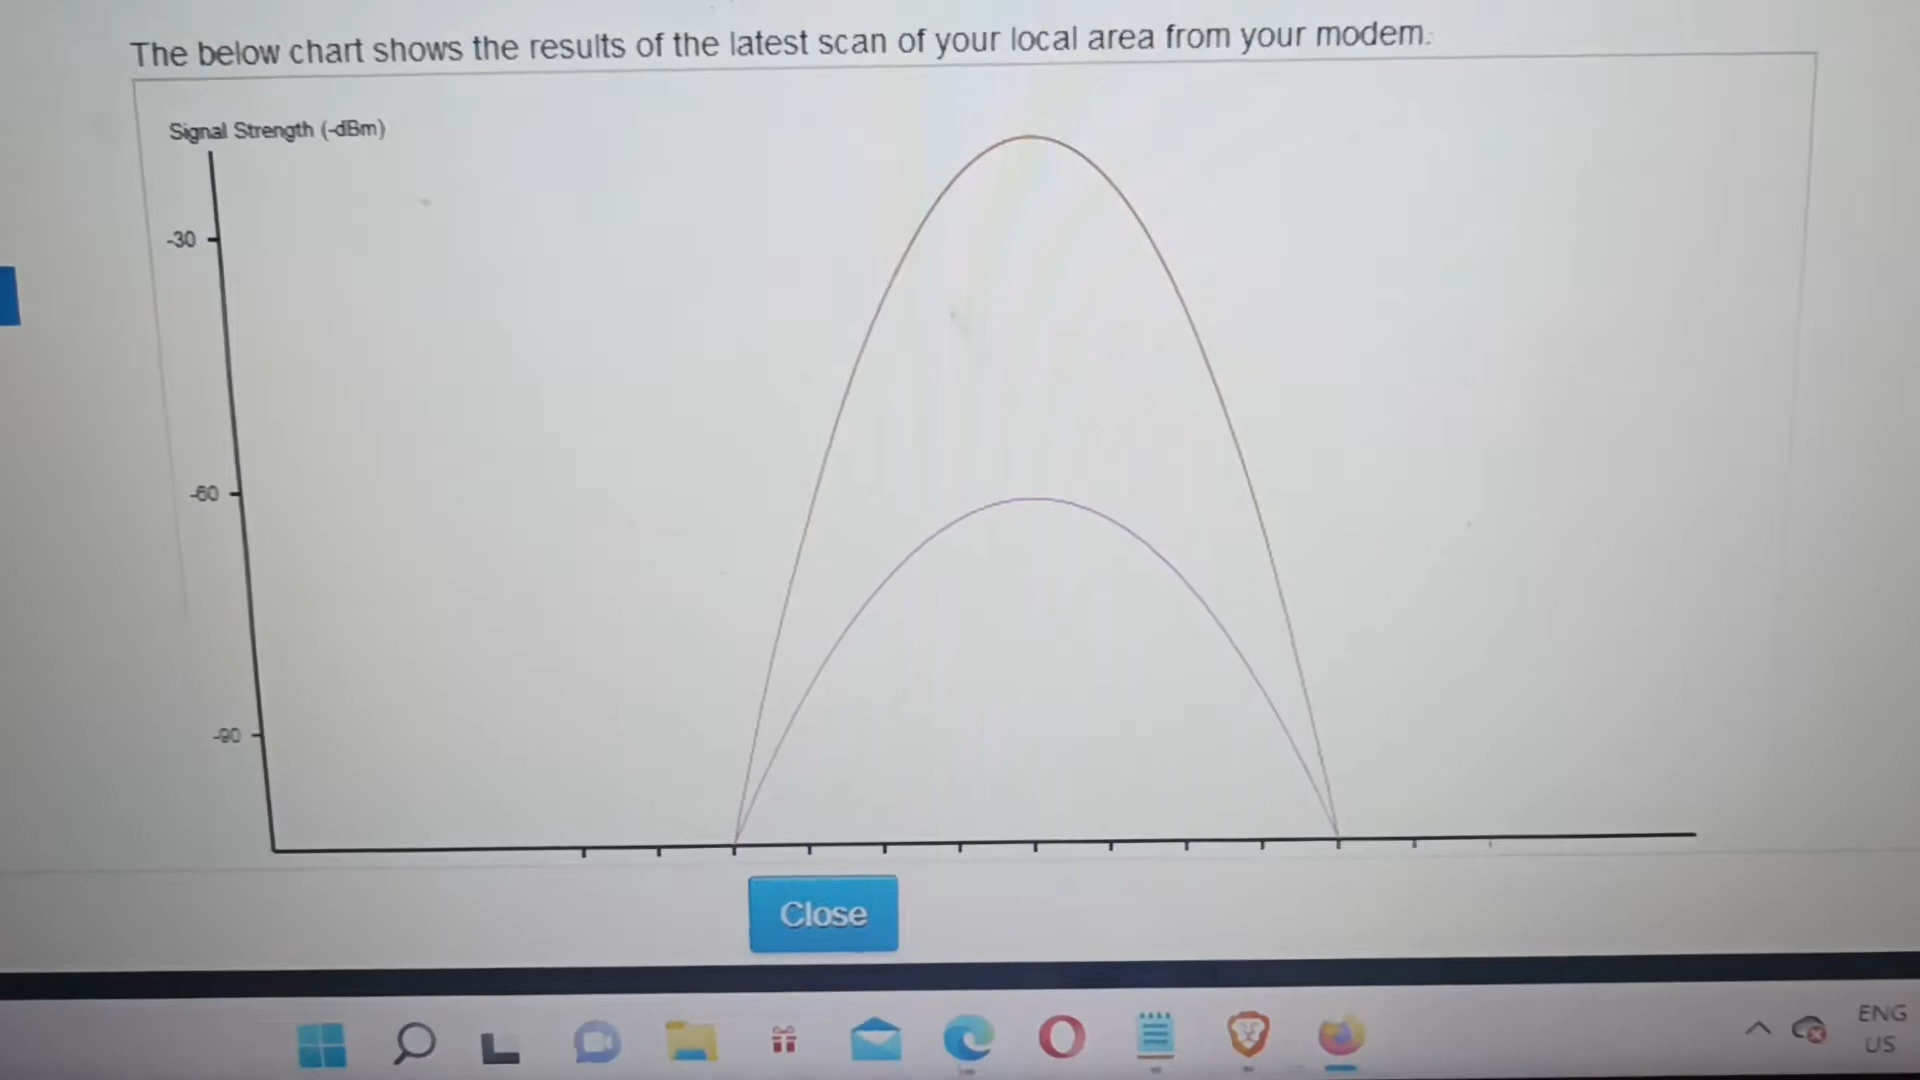 The below chart shows the results of the latest scan of your local area from your modem.
Signal Strength (-dBm)
-30
-60
-90
Close
ENG
US